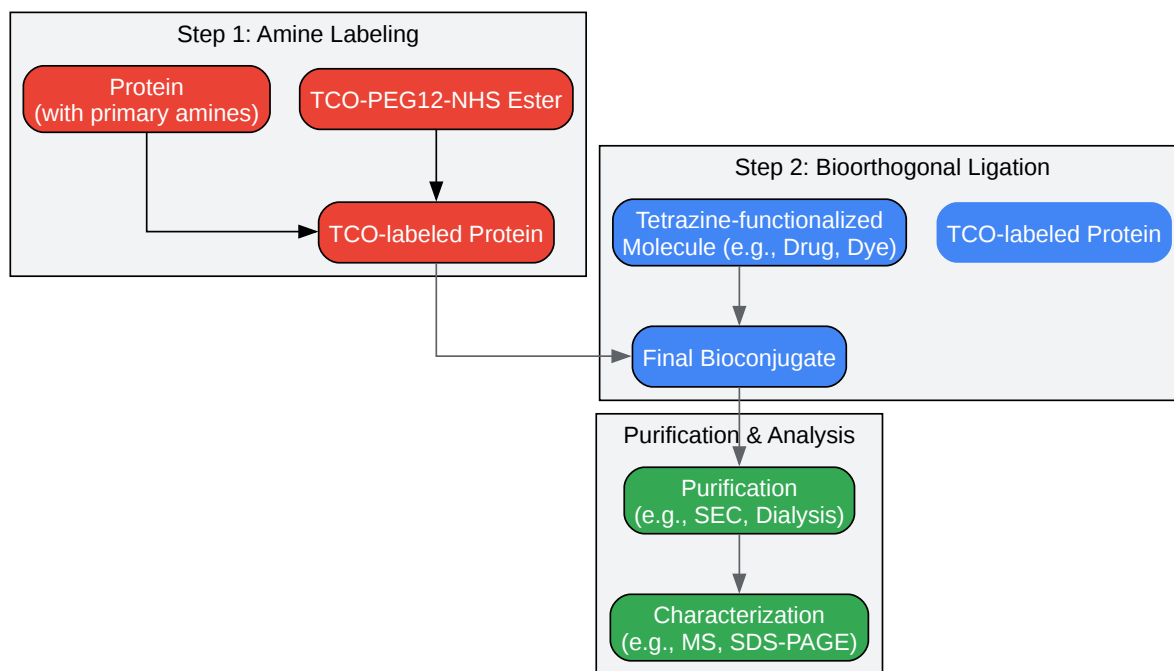 Step 1: Amine Labeling
Protein
(with primary amines)
TCO-PEG12-NHS Ester
TCO-labeled Protein
Step 2: Bioorthogonal Ligation
Tetrazine-functionalized
Molecule (e.g., Drug, Dye)
TCO-labeled Protein
Final Bioconjugate
Purification & Analysis
Purification
(e.g., SEC, Dialysis)
Characterization
(e.g., MS, SDS-PAGE)